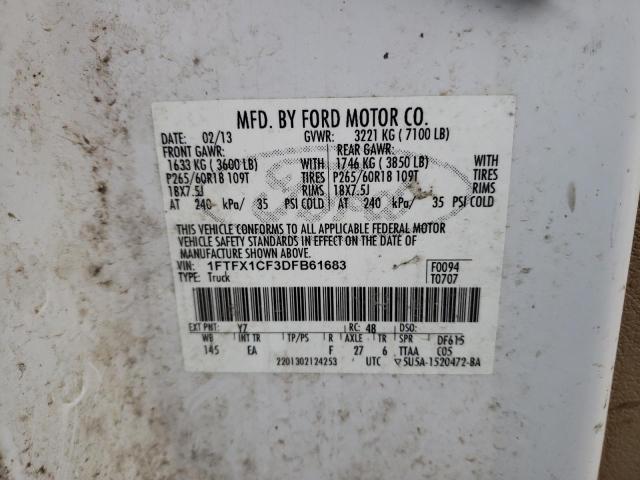 MFD. BY FORD MOTOR CO.
DATE: 02/13 GVWR: 3221 KG ( 7100 LB)
FRONT GAWR: REAR GAWR:
1633 KG ( 3600 LB) WITH 1746 KG ( 3850 LB) WITH
P265/60R18 109T TIRES P265/60R18 109T TIRES
18X7.5J RIMS 18X7.5J RIMS
AT 240 kPa/ 35 PSI COLD AT 240 kPa/ 35 PSI COLD
THIS VEHICLE CONFORMS TO ALL APPLICABLE FEDERAL MOTOR
VEHICLE SAFETY STANDARDS IN EFFECT ON THE DATE OF
MANUFACTURE SHOWN ABOVE.
VIN: 1FTFX1CF3DFB61683 F0094
TYPE: Truck T0707
EXT PNT: Y7 RC: 48 DSO:
WB INT TR TP/PS R AXLE TR SPR DF615
145 EA F 27 6 TTAA C05
2201302124253 UTC 5U5A-1520472-BA
Ford